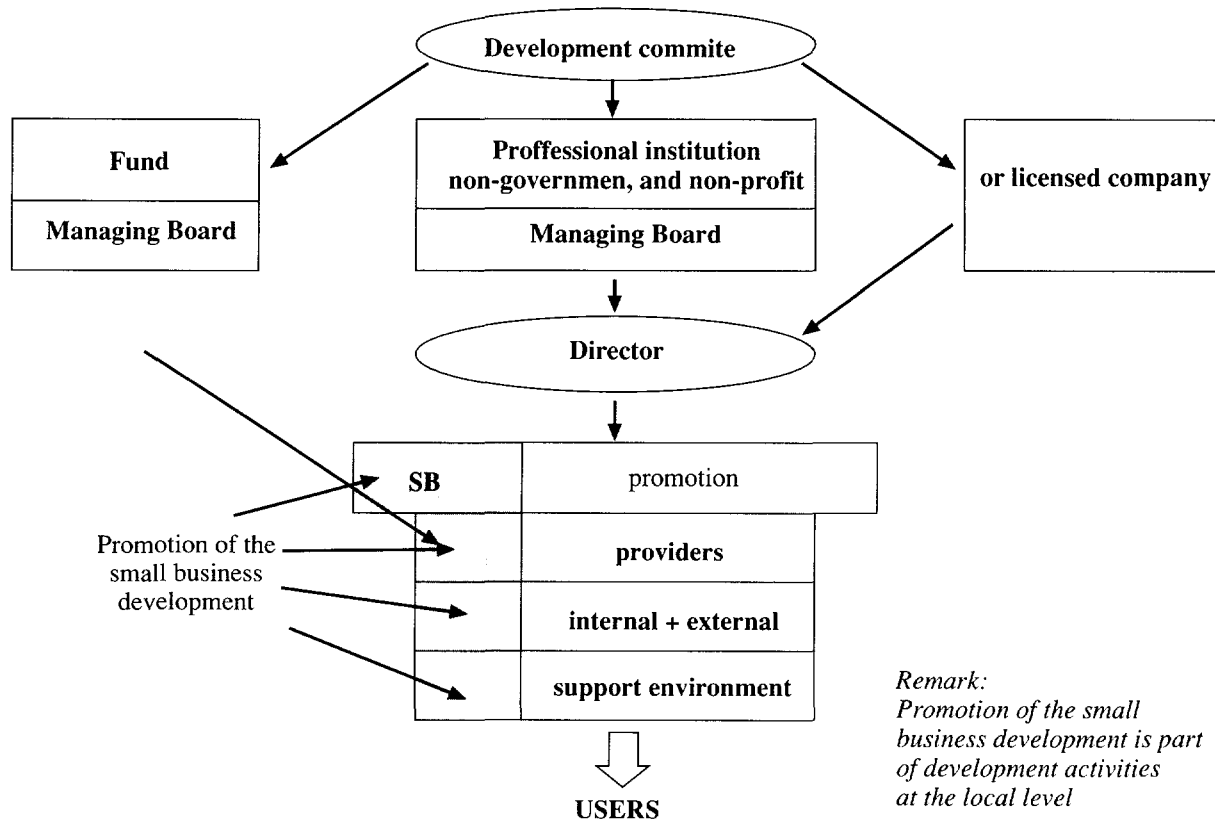 Development commite
Fund
Managing Board
Proffessional institution
non-governmen, and non-profit
Managing Board
or licensed company
Director
SB
promotion
providers
internal + external
support environment
Promotion of the
small business
development
USERS
Remark:
Promotion of the small
business development is part
of development activities
at the local level